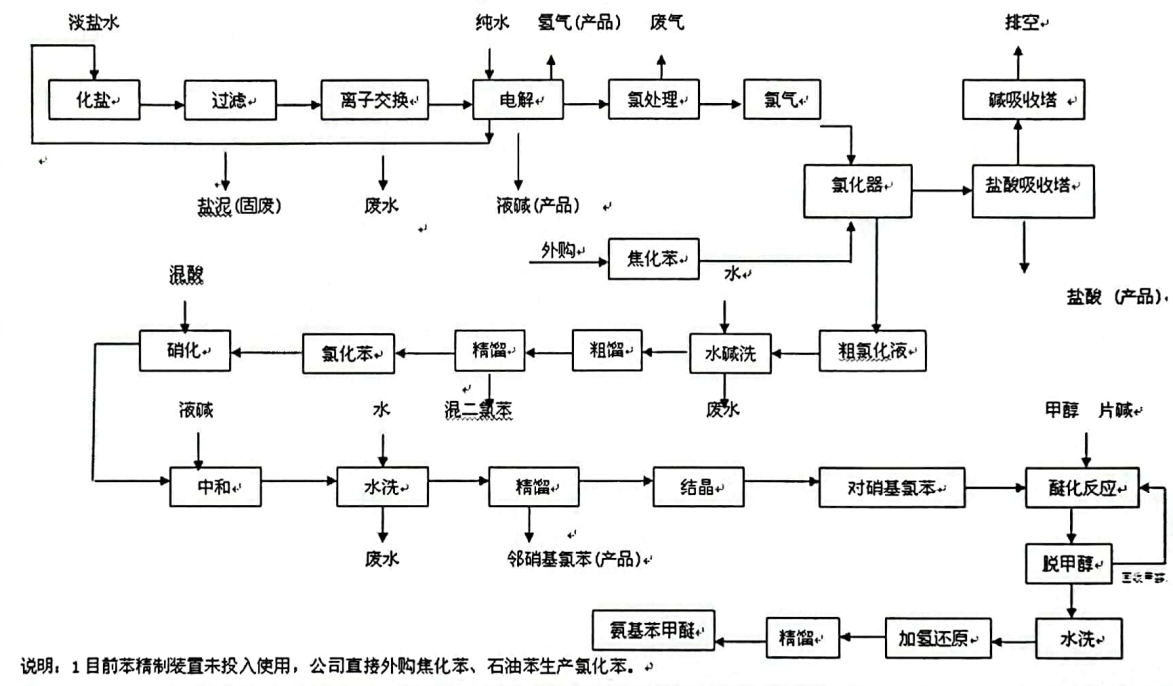 淡盐水 纯水 氢气(产品) 废气 排空
化盐 过滤 离子交换 电解 氯处理 氯气 碱吸收塔
氯化器 盐酸吸收塔
盐泥(固废) 废水 液碱(产品)
外购 焦化苯 水
混酸 盐酸 (产品)
硝化 氯化苯 精馏 粗馏 水碱洗 粗氯化液
液碱 水 混二氯苯 废水 甲醇 片碱
中和 水洗 精馏 结晶 对硝基氯苯 醚化反应
废水 邻硝基氯苯(产品) 脱甲醇
氨基苯甲醚 精馏 加氢还原 水洗
说明: 1 目前苯精制装置未投入使用,公司直接外购焦化苯、石油苯生产氯化苯。